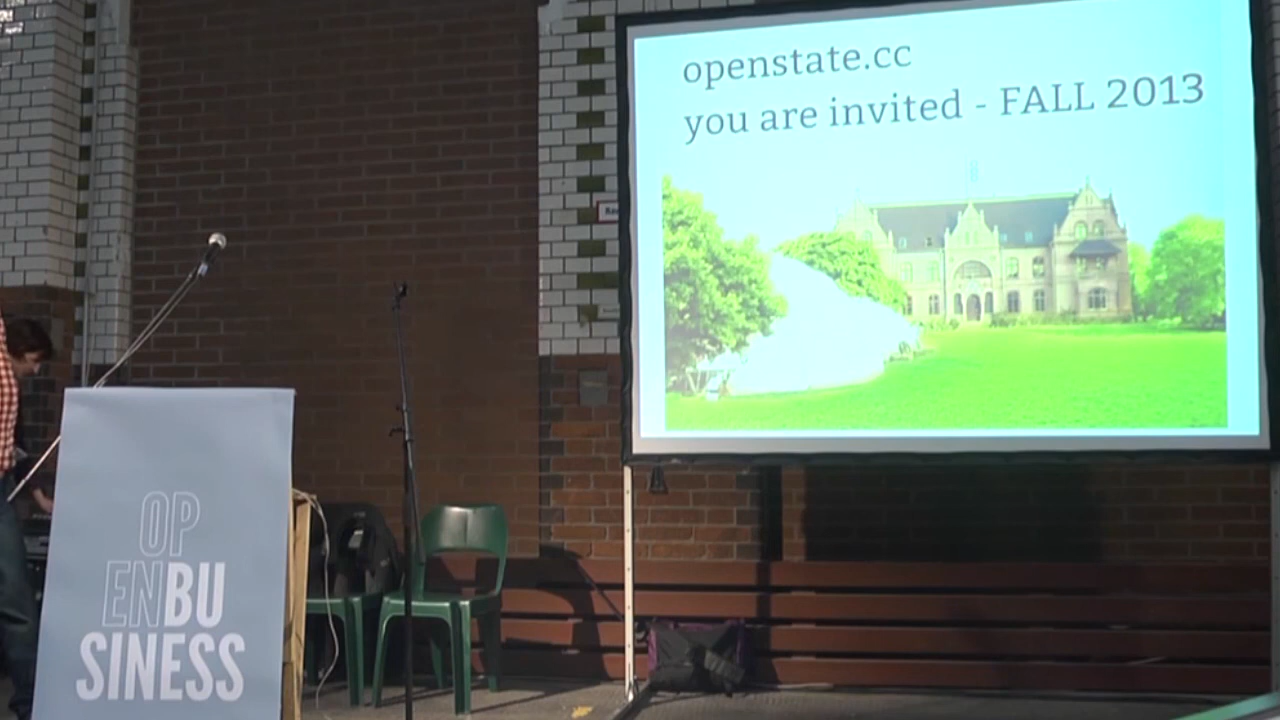 openstate.cc
you are invited - FALL 2013
OP
ENBU
SINESS